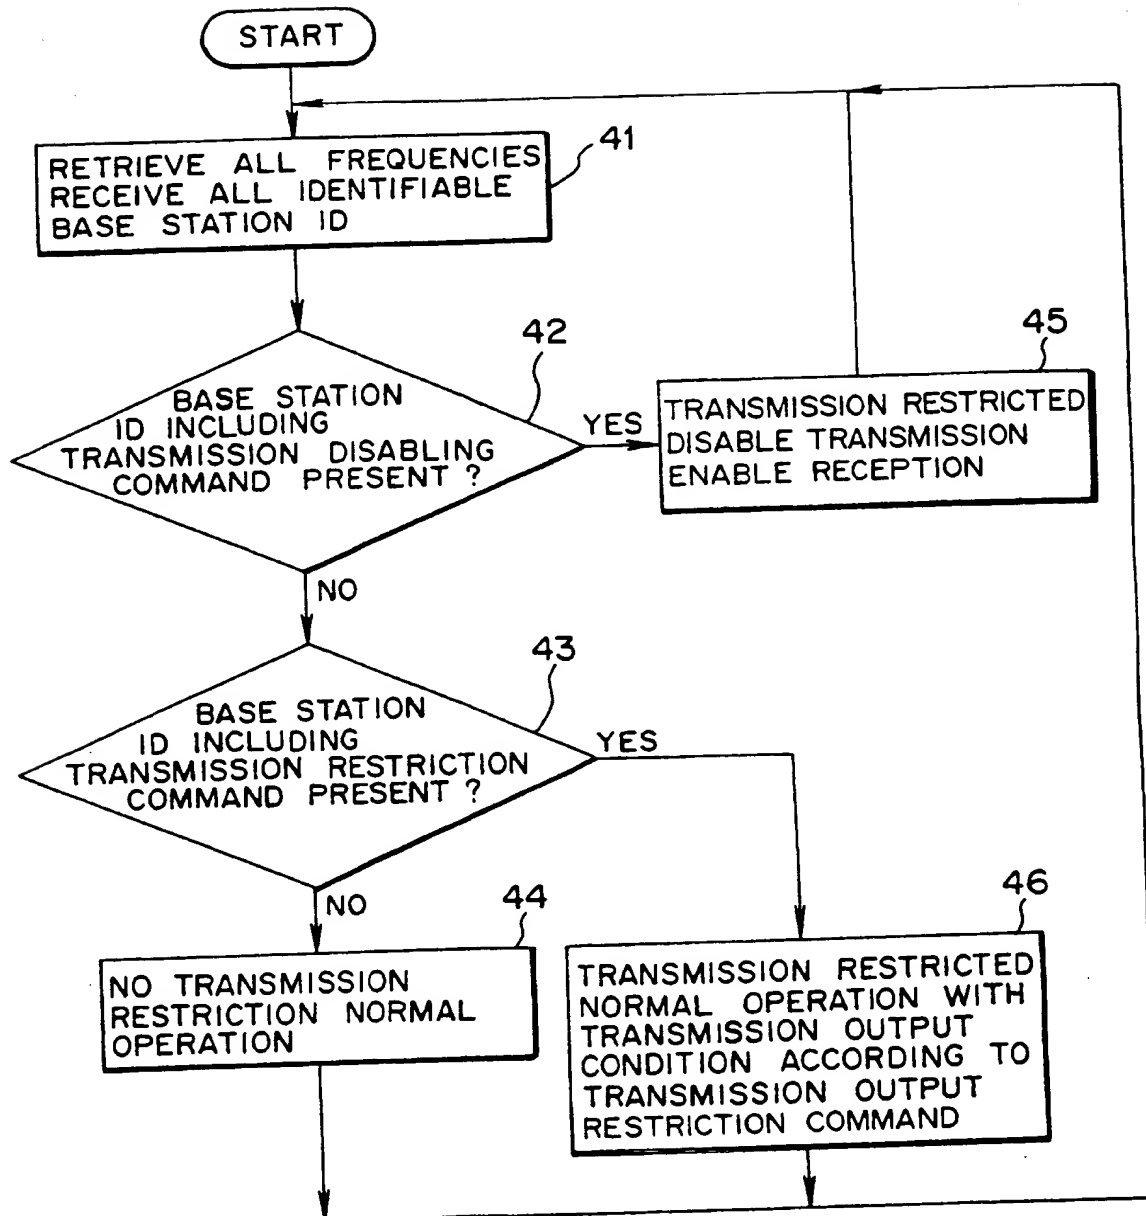 START
41
RETRIEVE ALL FREQUENCIES
RECEIVE ALL IDENTIFIABLE
BASE STATION ID
42
BASE STATION
ID INCLUDING
TRANSMISSION DISABLING
COMMAND PRESENT ?
YES
45
TRANSMISSION RESTRICTED
DISABLE TRANSMISSION
ENABLE RECEPTION
NO
43
BASE STATION
ID INCLUDING
TRANSMISSION RESTRICTION
COMMAND PRESENT ?
YES
NO
44
NO TRANSMISSION
RESTRICTION NORMAL
OPERATION
46
TRANSMISSION RESTRICTED
NORMAL OPERATION WITH
TRANSMISSION OUTPUT
CONDITION ACCORDING TO
TRANSMISSION OUTPUT
RESTRICTION COMMAND